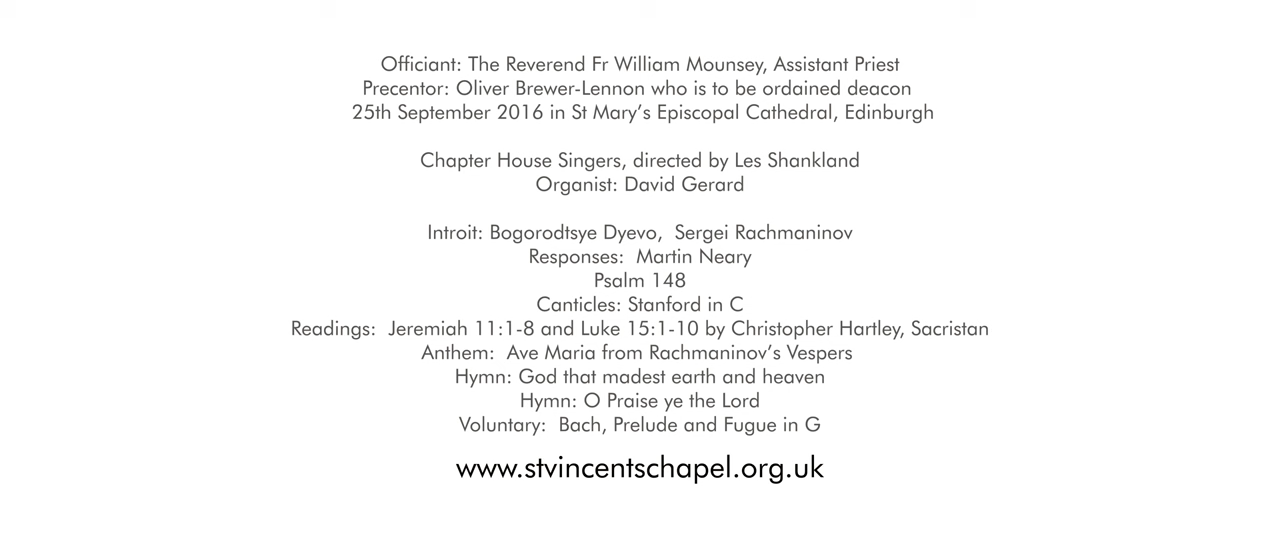 Officiant: The Reverend Fr William Mounsey, Assistant Priest
Precentor: Oliver Brewer-Lennon who is to be ordained deacon
25th September 2016 in St Mary's Episcopal Cathedral, Edinburgh
Chapter House Singers, directed by Les Shankland
Organist: David Gerard
Introit: Bogorodtsye Dyevo,  Sergei Rachmaninov
Responses:  Martin Neary
Psalm 148
Canticles: Stanford in C
Readings:  Jeremiah 11:1-8 and Luke 15:1-10 by Christopher Hartley, Sacristan
Anthem:  Ave Maria from Rachmaninov's Vespers
Hymn: God that madest earth and heaven
Hymn: O Praise ye the Lord
Voluntary:  Bach, Prelude and Fugue in G
www.stvincentschapel.org.uk